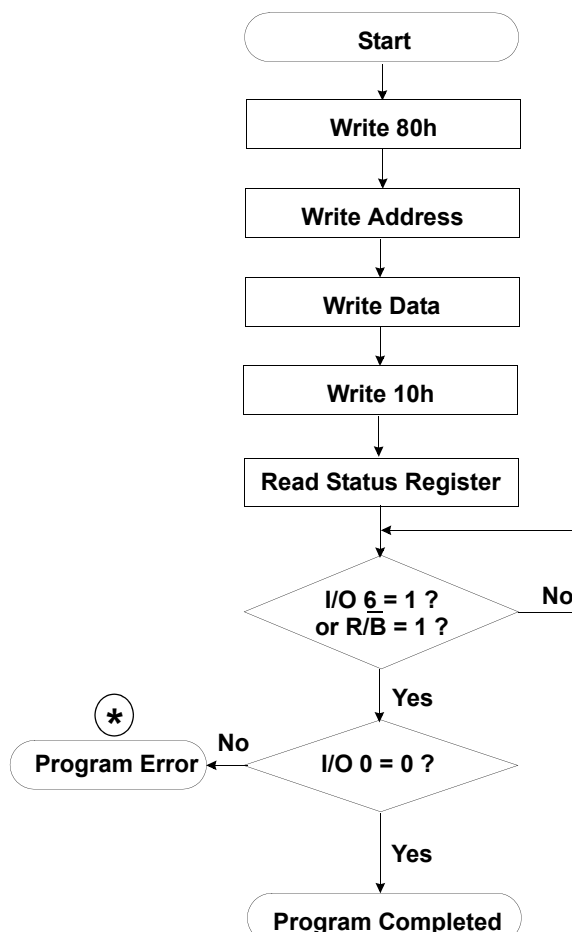 Start
Write 80h
Write Address
Write Data
Write 10h
Read Status Register
I/O 6 = 1 ?
or R/B̅ = 1 ?
No
Yes
*
No
Program Error
I/O 0 = 0 ?
Yes
Program Completed